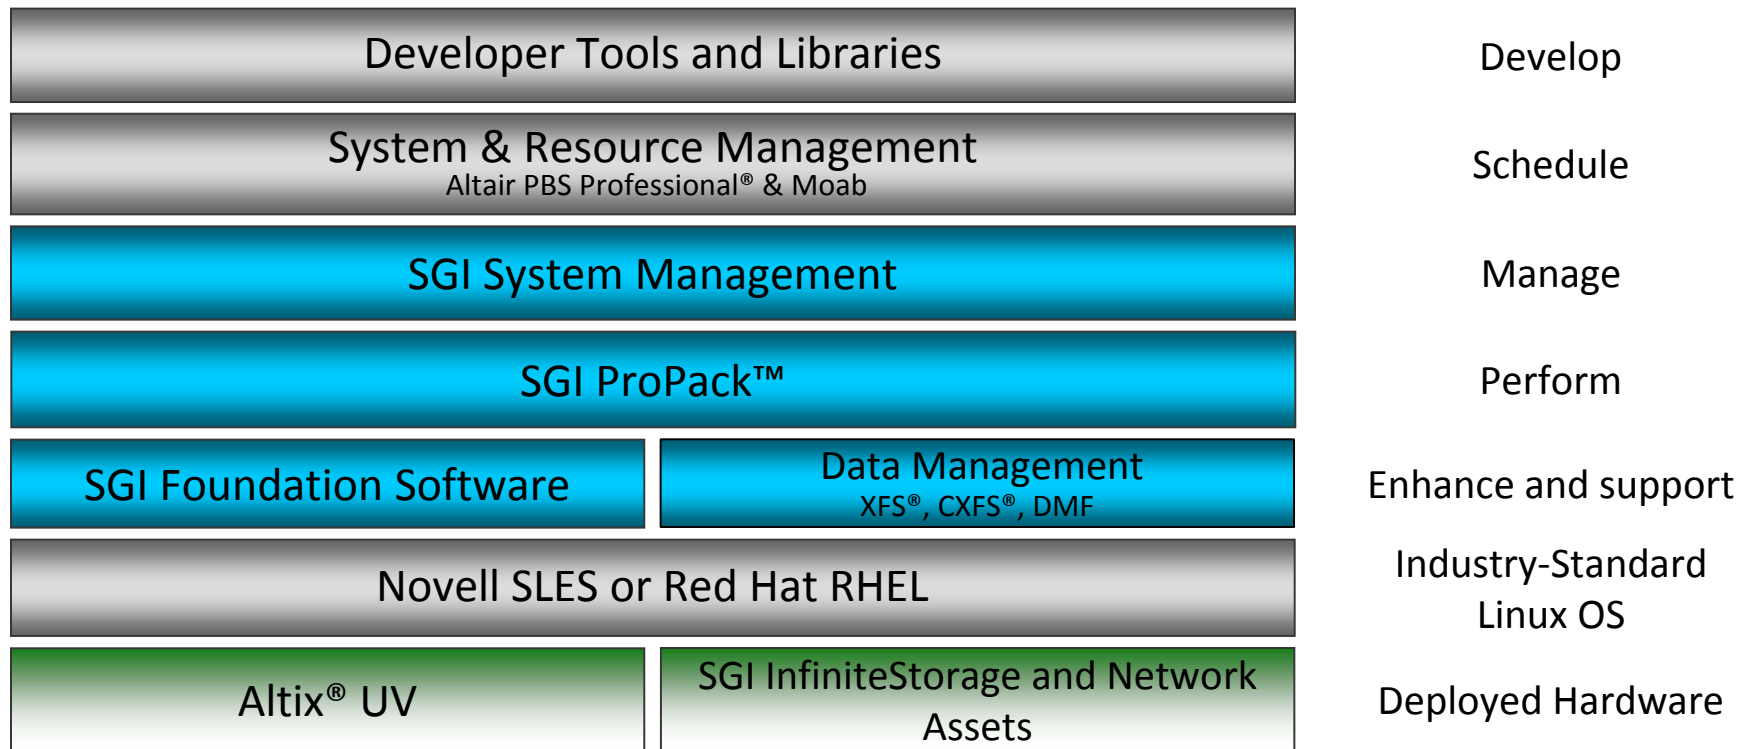 Developer Tools and Libraries
Develop
System & Resource Management
Altair PBS Professional® & Moab
Schedule
SGI System Management
Manage
SGI ProPack™
Perform
SGI Foundation Software
Data Management
XFS®, CXFS®, DMF
Enhance and support
Novell SLES or Red Hat RHEL
Industry-Standard
Linux OS
Altix® UV
SGI InfiniteStorage and Network
Assets
Deployed Hardware